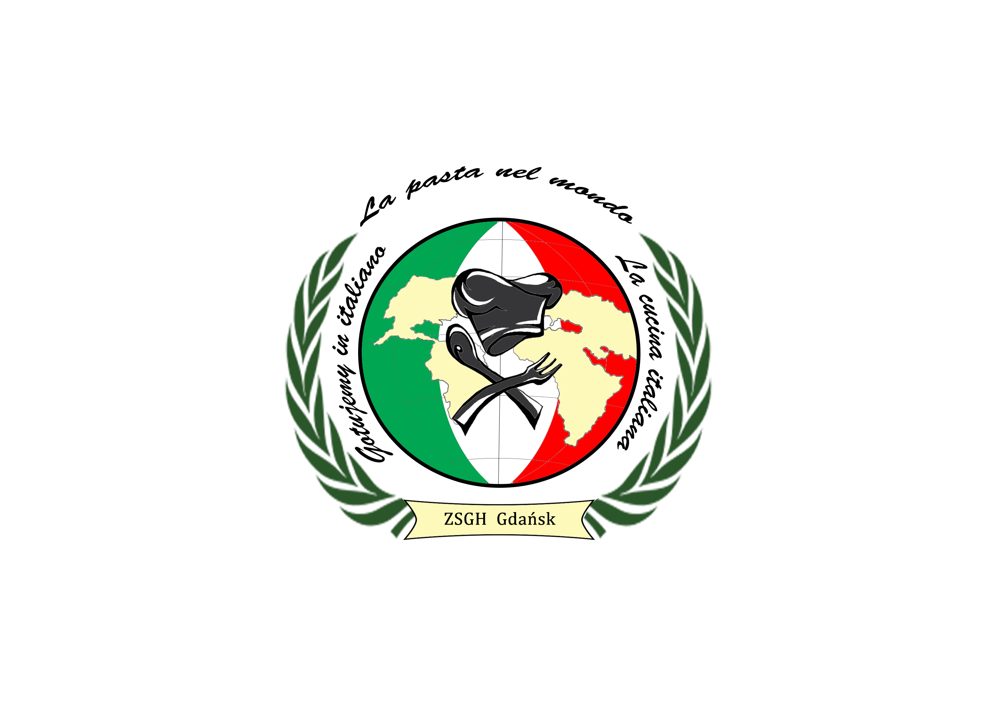 La pasta nel mondo
Gotujemy in italiano
La cucina italiana
ZSGH Gdańsk